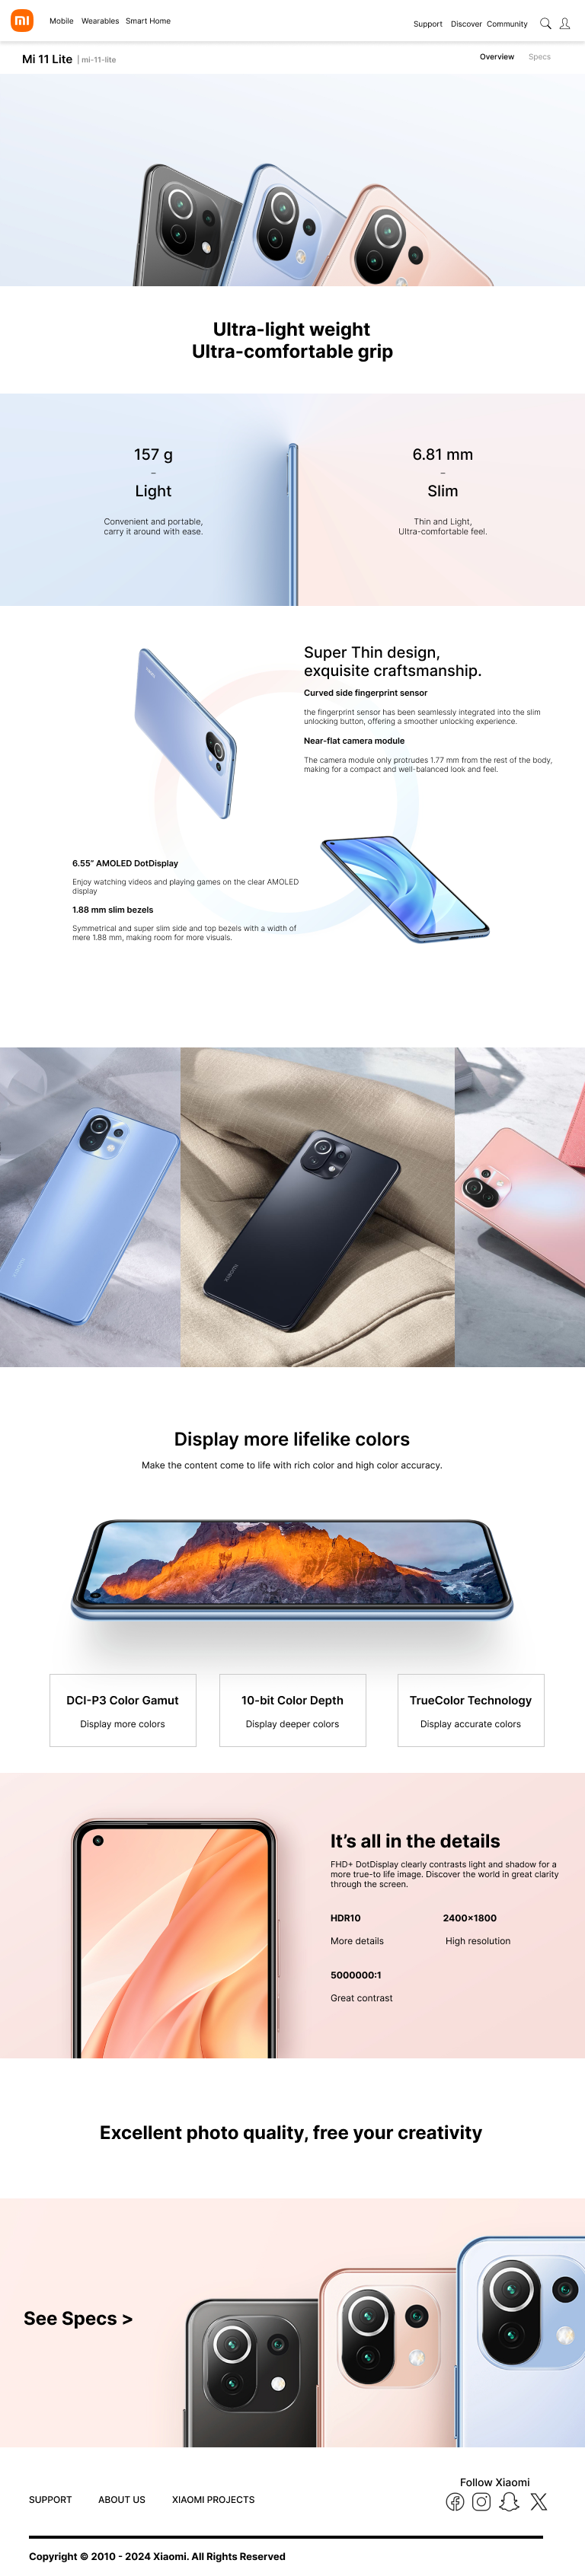 Mobile Wearables Smart Home
Support Discover Community
Mi 11 Lite | mi-11-lite
Overview Specs
Ultra-light weight
Ultra-comfortable grip
157 g
–
Light
Convenient and portable,
carry it around with ease.
6.81 mm
–
Slim
Thin and Light,
Ultra-comfortable feel.
Super Thin design,
exquisite craftsmanship.
Curved side fingerprint sensor
the fingerprint sensor has been seamlessly integrated into the slim
unlocking button, offering a smoother unlocking experience.
Near-flat camera module
The camera module only protrudes 1.77 mm from the rest of the body,
making for a compact and well-balanced look and feel.
6.55” AMOLED DotDisplay
Enjoy watching videos and playing games on the clear AMOLED
display
1.88 mm slim bezels
Symmetrical and super slim side and top bezels with a width of
mere 1.88 mm, making room for more visuals.
XIAOMI
Display more lifelike colors
Make the content come to life with rich color and high color accuracy.
DCI-P3 Color Gamut
Display more colors
10-bit Color Depth
Display deeper colors
TrueColor Technology
Display accurate colors
It’s all in the details
FHD+ DotDisplay clearly contrasts light and shadow for a
more true-to life image. Discover the world in great clarity
through the screen.
HDR10
More details
2400×1800
High resolution
5000000:1
Great contrast
Excellent photo quality, free your creativity
See Specs >
Follow Xiaomi
SUPPORT ABOUT US XIAOMI PROJECTS
Copyright © 2010 - 2024 Xiaomi. All Rights Reserved